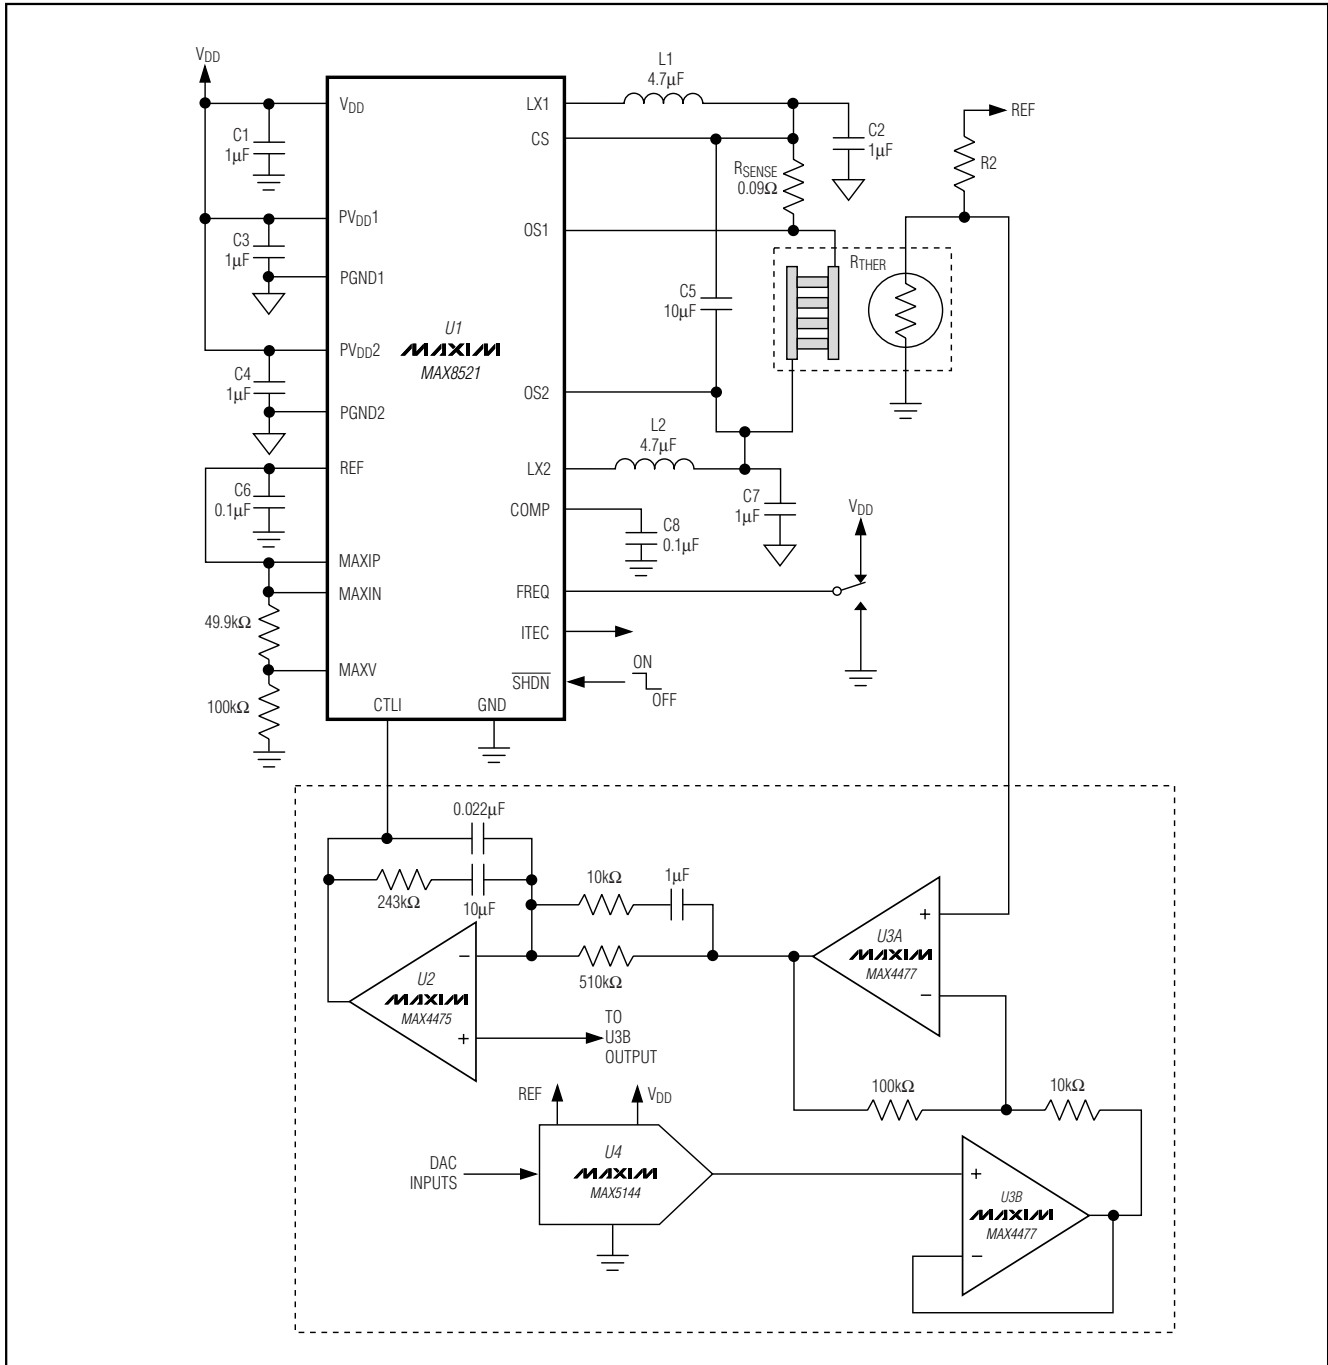 VDD
VDD
C1
1µF
PVDD1
C3
1µF
PGND1
PVDD2
C4
1µF
PGND2
REF
C6
0.1µF
MAXIP
MAXIN
49.9kΩ
MAXV
100kΩ
CTLI
GND
U1
MAXIM
MAX8521
LX1
CS
OS1
OS2
LX2
COMP
FREQ
ITEC
SHDN
L1
4.7µF
C2
1µF
RSENSE
0.09Ω
REF
R2
RTHER
C5
10µF
L2
4.7µF
C7
1µF
C8
0.1µF
VDD
ON
OFF
0.022µF
243kΩ
10µF
10kΩ
1µF
510kΩ
–
U2
MAXIM
MAX4475
+
TO
U3B
OUTPUT
+
U3A
MAXIM
MAX4477
–
100kΩ
10kΩ
REF
VDD
DAC
INPUTS
U4
MAXIM
MAX5144
+
U3B
MAXIM
MAX4477
–